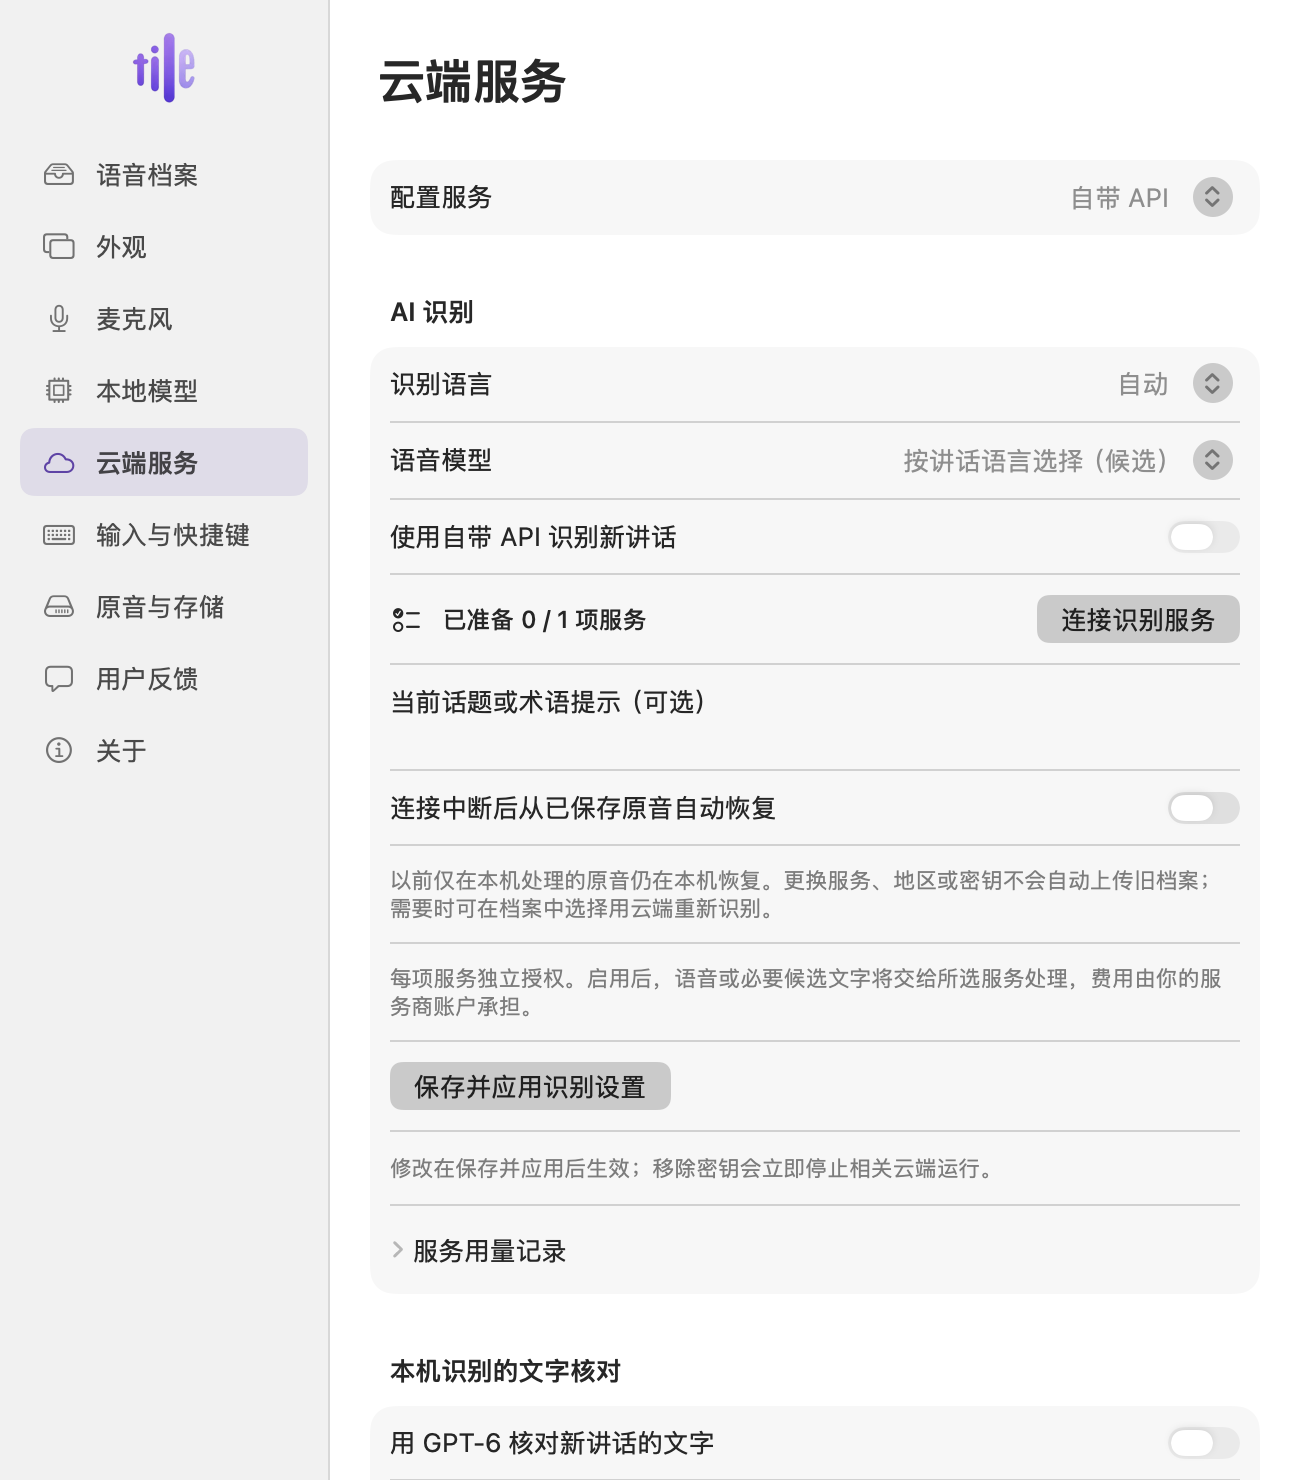 tile
语音档案
外观
麦克风
本地模型
云端服务
输入与快捷键
原音与存储
用户反馈
关于
云端服务
配置服务 自带 API
AI 识别
识别语言 自动
语音模型 按讲话语言选择（候选）
使用自带 API 识别新讲话
已准备 0 / 1 项服务 连接识别服务
当前话题或术语提示（可选）
连接中断后从已保存原音自动恢复
以前仅在本机处理的原音仍在本机恢复。更换服务、地区或密钥不会自动上传旧档案；
需要时可在档案中选择用云端重新识别。
每项服务独立授权。启用后，语音或必要候选文字将交给所选服务处理，费用由你的服
务商账户承担。
保存并应用识别设置
修改在保存并应用后生效；移除密钥会立即停止相关云端运行。
服务用量记录
本机识别的文字核对
用 GPT-6 核对新讲话的文字